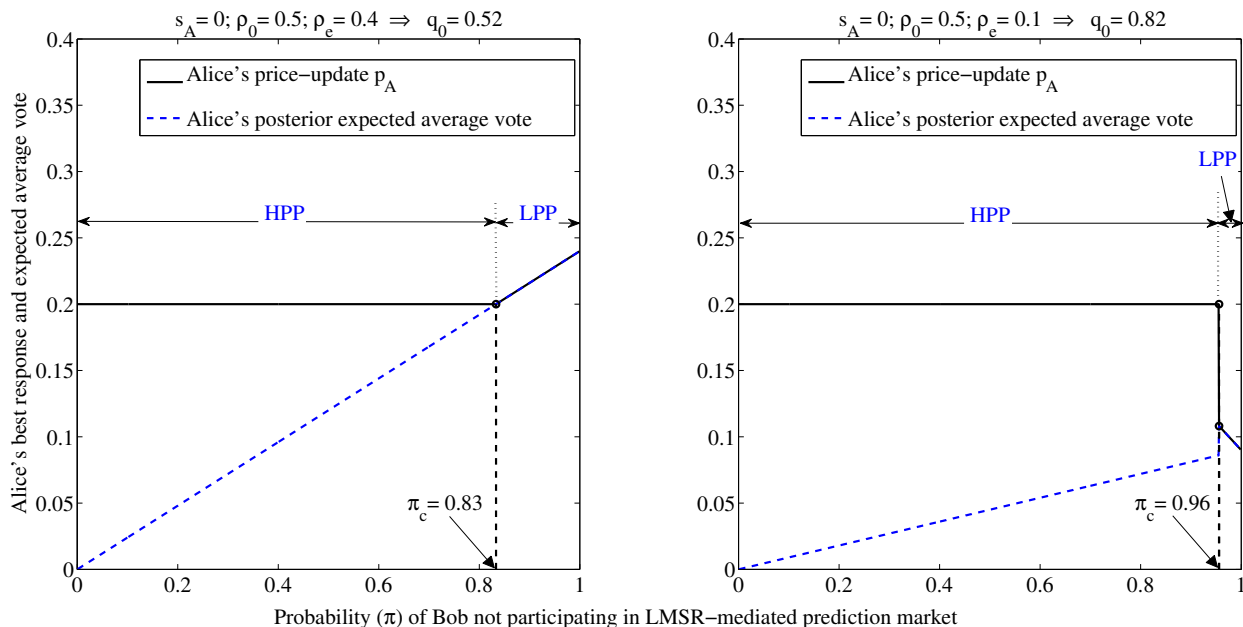 s_A = 0; ρ_0 = 0.5; ρ_e = 0.4 ⇒ q_0 = 0.52
Alice's best response and expected average vote
0.4
0.35
0.3
0.25
0.2
0.15
0.1
0.05
0
Alice's price−update p_A
Alice's posterior expected average vote
HPP
LPP
π_c = 0.83
0
0.2
0.4
0.6
0.8
1
s_A = 0; ρ_0 = 0.5; ρ_e = 0.1 ⇒ q_0 = 0.82
0.4
0.35
0.3
0.25
0.2
0.15
0.1
0.05
0
Alice's price−update p_A
Alice's posterior expected average vote
LPP
HPP
π_c = 0.96
0
0.2
0.4
0.6
0.8
1
Probability (π) of Bob not participating in LMSR−mediated prediction market